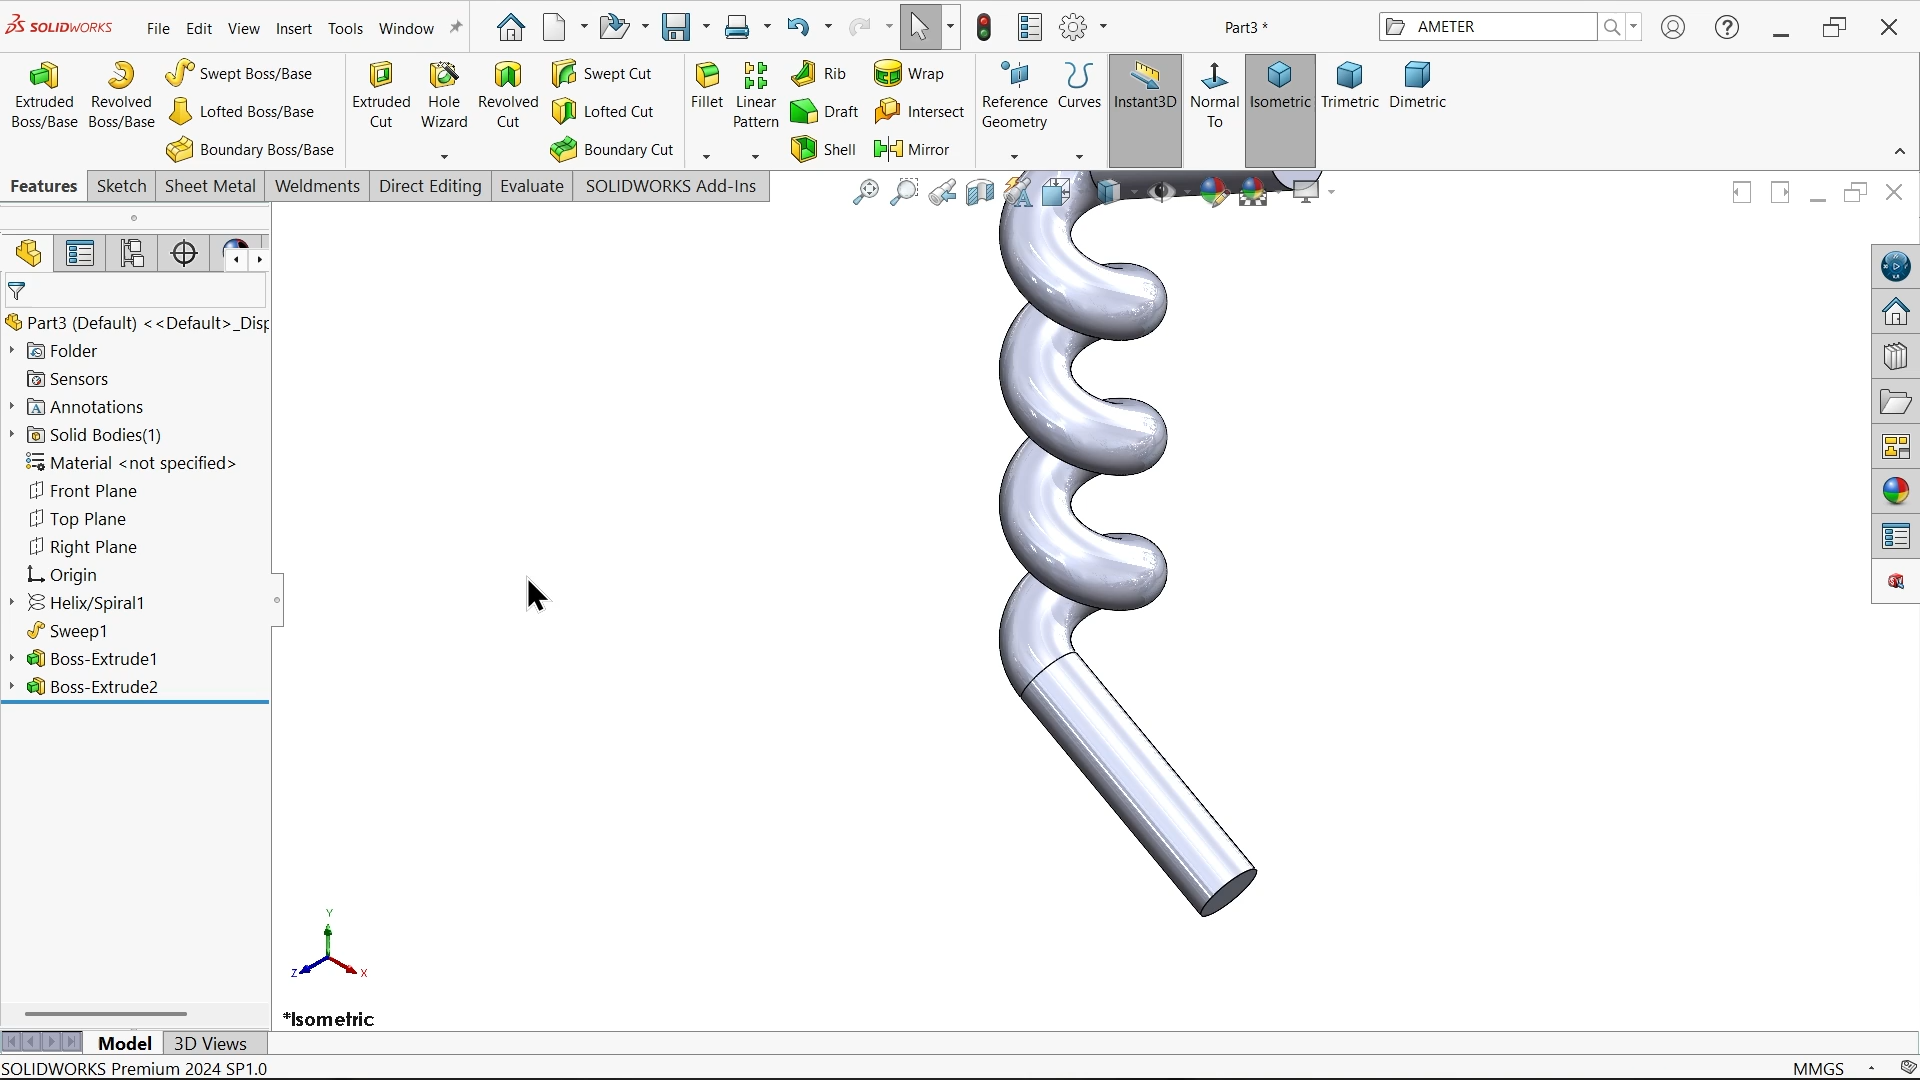 SOLIDWORKS File Edit View Insert Tools Window Part3 * AMETER
Extruded Boss/Base
Revolved Boss/Base
Swept Boss/Base
Lofted Boss/Base
Boundary Boss/Base
Extruded Cut
Hole Wizard
Revolved Cut
Swept Cut
Lofted Cut
Boundary Cut
Fillet
Linear Pattern
Rib
Draft
Shell
Wrap
Intersect
Mirror
Reference Geometry
Curves
Instant3D
Normal To
Isometric
Trimetric
Dimetric
Features Sketch Sheet Metal Weldments Direct Editing Evaluate SOLIDWORKS Add-Ins
Part3 (Default) <<Default>_Disp
Folder
Sensors
Annotations
Solid Bodies(1)
Material <not specified>
Front Plane
Top Plane
Right Plane
Origin
Helix/Spiral1
Sweep1
Boss-Extrude1
Boss-Extrude2
Y
Z X
*Isometric
Model 3D Views
SOLIDWORKS Premium 2024 SP1.0 MMGS